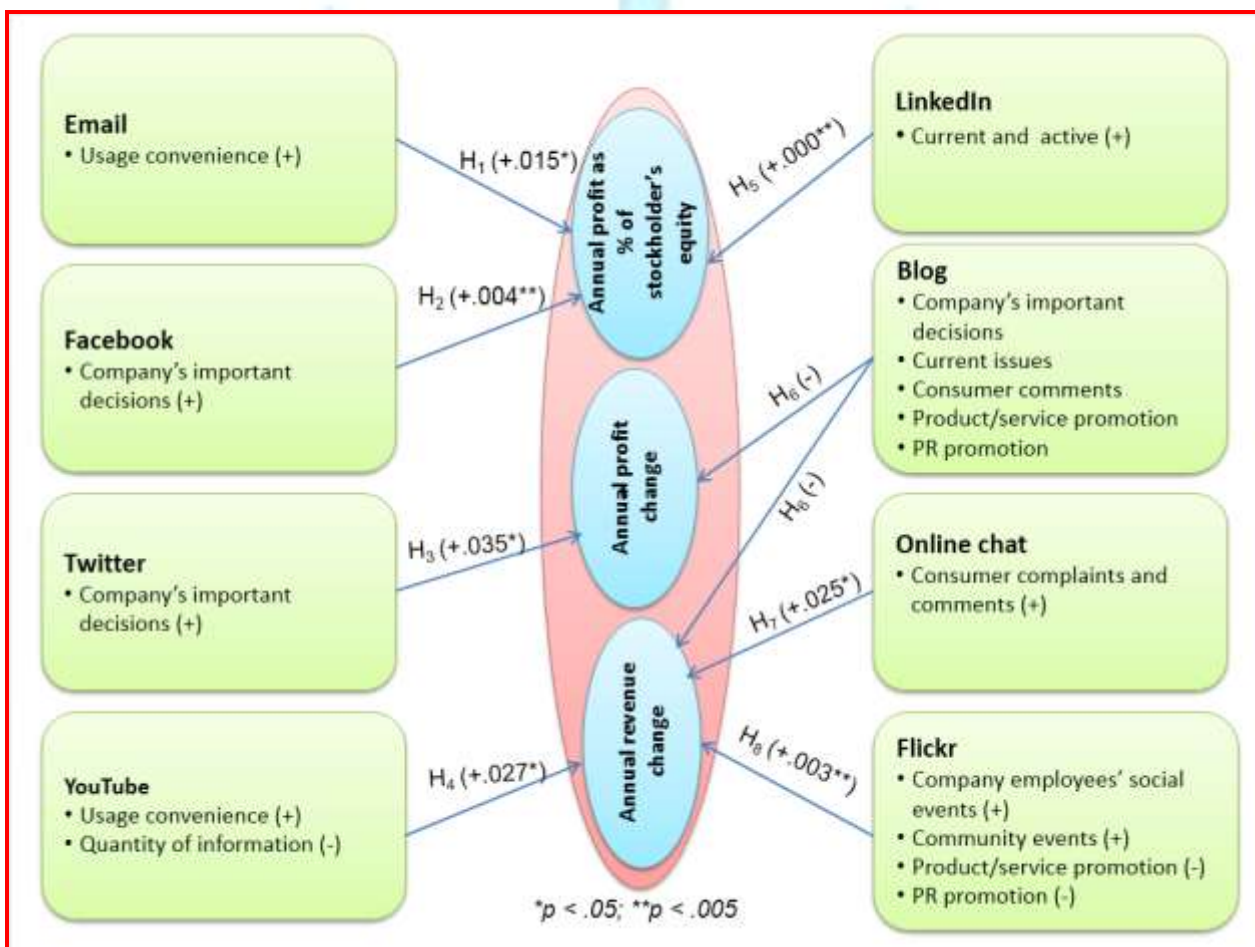 Email
• Usage convenience (+)
Facebook
• Company's important
decisions (+)
Twitter
• Company's important
decisions (+)
YouTube
• Usage convenience (+)
• Quantity of information (-)
H₁ (+.015*)
H₂ (+.004**)
H₃ (+.035*)
H₄ (+.027*)
Annual profit as
% of
stockholder's
equity
Annual profit
change
Annual revenue
change
*p < .05; **p < .005
H₅ (+.000**)
H₆ (-)
H₆ (-)
H₇ (+.025*)
H₈ (+.003**)
LinkedIn
• Current and active (+)
Blog
• Company's important
decisions
• Current issues
• Consumer comments
• Product/service promotion
• PR promotion
Online chat
• Consumer complaints and
comments (+)
Flickr
• Company employees' social
events (+)
• Community events (+)
• Product/service promotion (-)
• PR promotion (-)